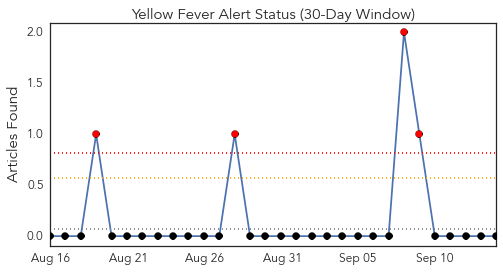 Yellow Fever Alert Status (30-Day Window)
2.0
1.5
1.0
0.5
0.0
Articles Found
Aug 16 Aug 21 Aug 26 Aug 31 Sep 05 Sep 10